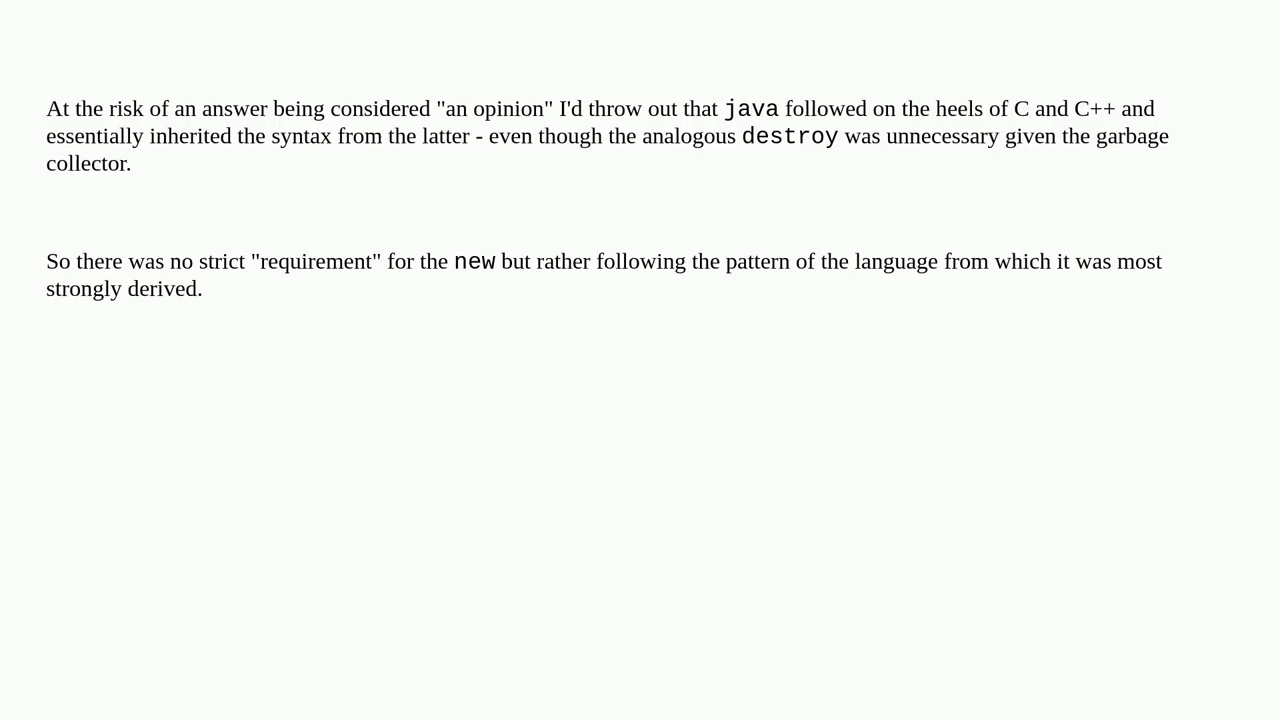 At the risk of an answer being considered "an opinion" I'd throw out that java followed on the heels of C and C++ and
essentially inherited the syntax from the latter - even though the analogous destroy was unnecessary given the garbage
collector.
So there was no strict "requirement" for the new but rather following the pattern of the language from which it was most
strongly derived.